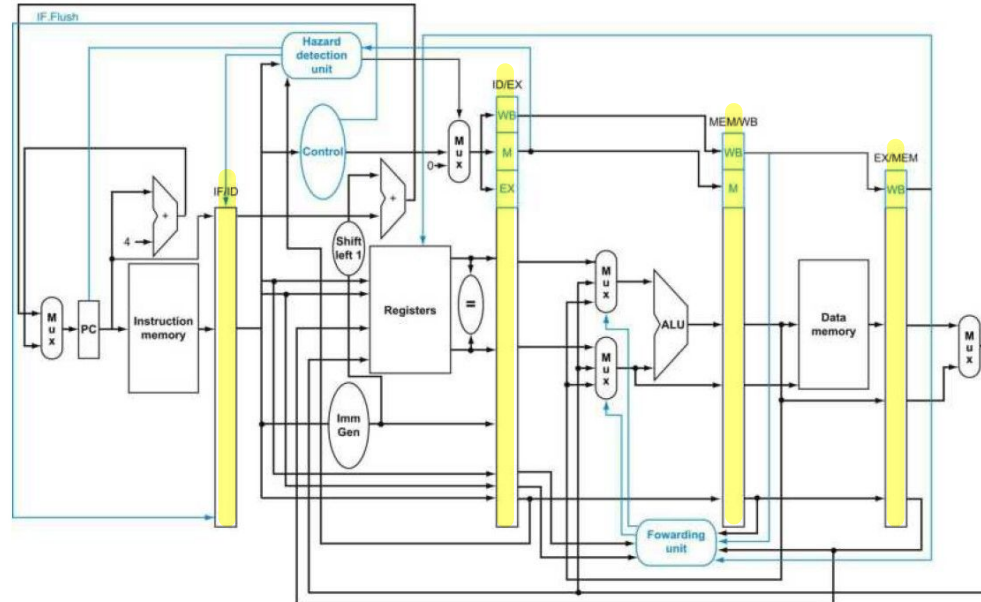 IF.Flush
Hazard
detection
unit
ID/EX
WB
Control
M
u
x
0
M
MEM/WB
WB
EX/MEM
IF/ID
EX
M
WB
+
+
4
Shift
left 1
M
u
x
PC
Instruction
memory
Registers
=
M
u
x
ALU
Data
memory
M
u
x
M
u
x
Imm
Gen
Fowarding
unit